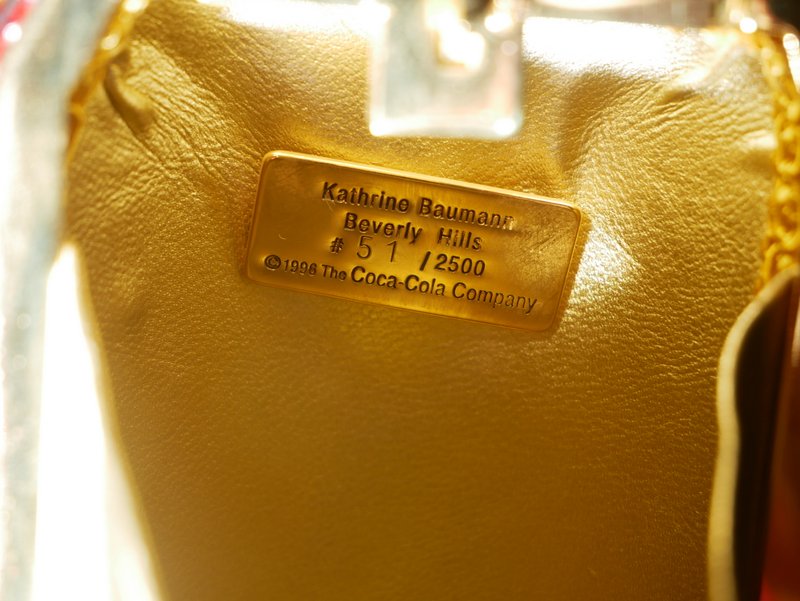 Kathrine Baumann
Beverly Hills
# 51 /2500
©1996 The Coca-Cola Company